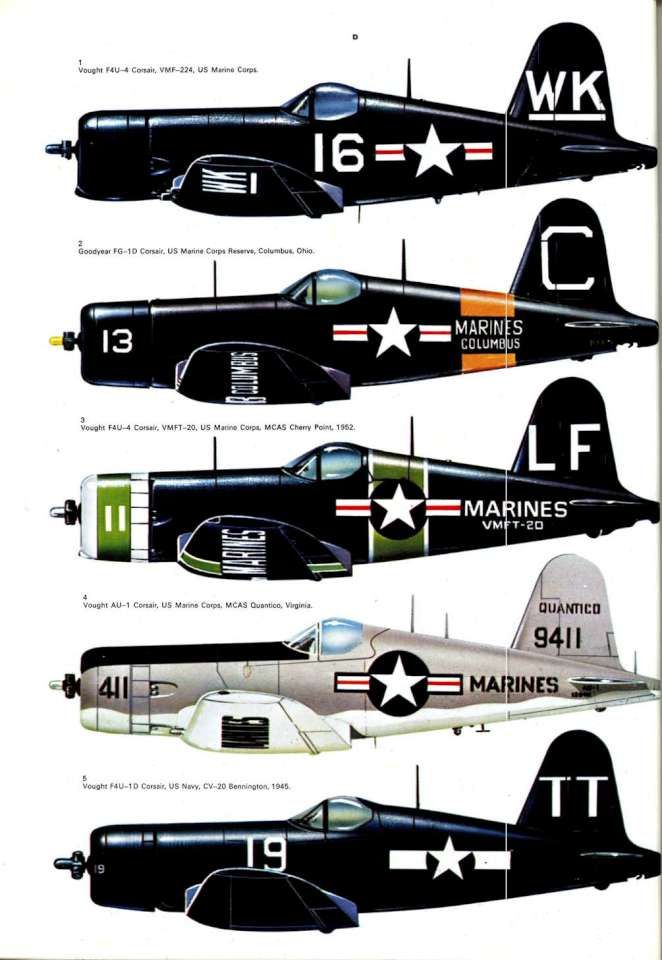 D
1
Vought F4U–4 Corsair, VMF–224, US Marine Corps.
WK
16
WK
2
Goodyear FG–1D Corsair, US Marine Corps Reserve, Columbus, Ohio.
C
13
MARINES
COLUMBUS
COLUMBUS
3
Vought F4U–4 Corsair, VMFT–20, US Marine Corps, MCAS Cherry Point, 1952.
LF
11
MARINES
VMFT-20
MARINES
4
Vought AU–1 Corsair, US Marine Corps, MCAS Quantico, Virginia.
QUANTICO
9411
411
MARINES
5
Vought F4U–1D Corsair, US Navy, CV–20 Bennington, 1945.
TT
19
19